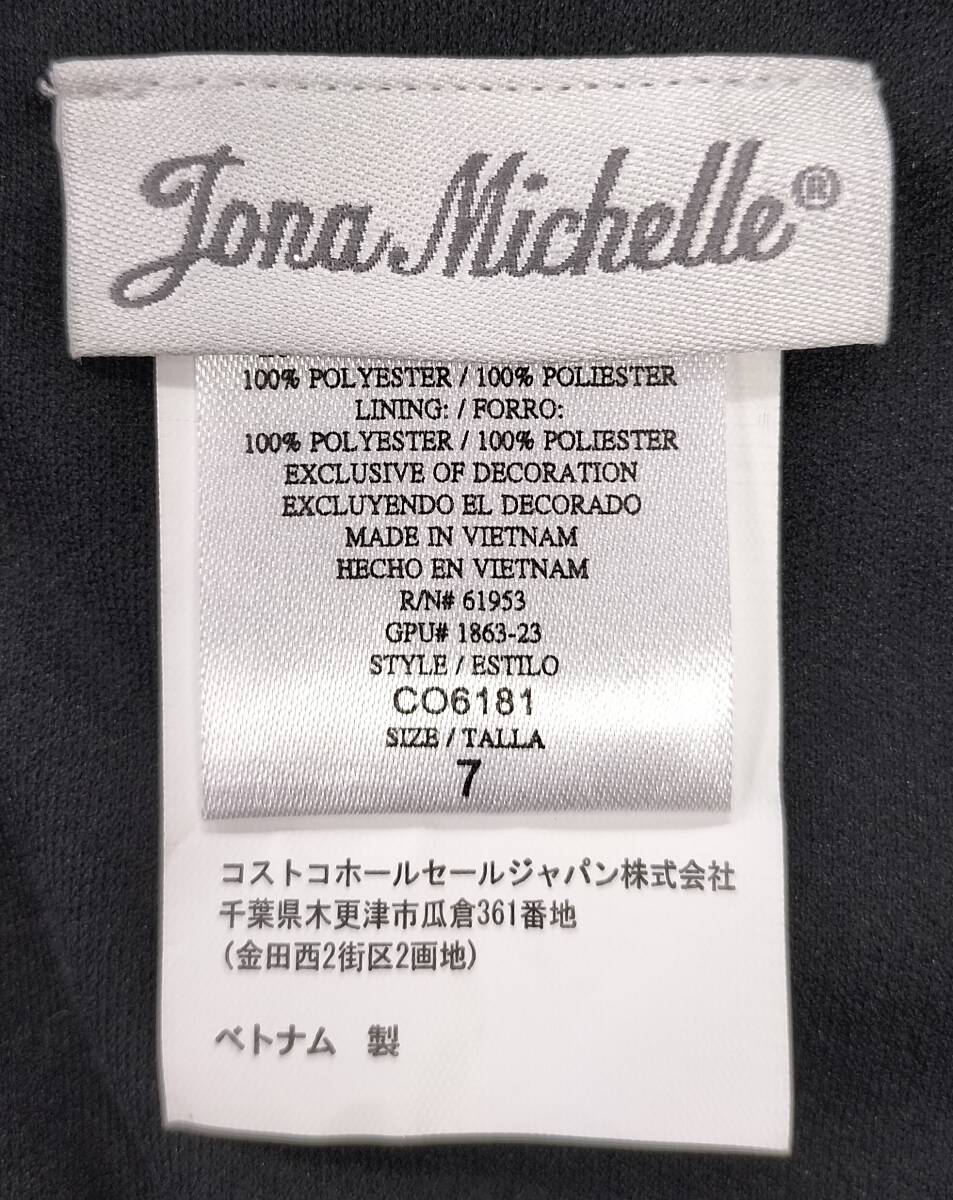 Jona Michelle®
100% POLYESTER / 100% POLIESTER
LINING: / FORRO:
100% POLYESTER / 100% POLIESTER
EXCLUSIVE OF DECORATION
EXCLUYENDO EL DECORADO
MADE IN VIETNAM
HECHO EN VIETNAM
R/N# 61953
GPU# 1863-23
STYLE / ESTILO
CO6181
SIZE / TALLA
7
コストコホールセールジャパン株式会社
千葉県木更津市瓜倉361番地
(金田西2街区2画地)
ベトナム 製